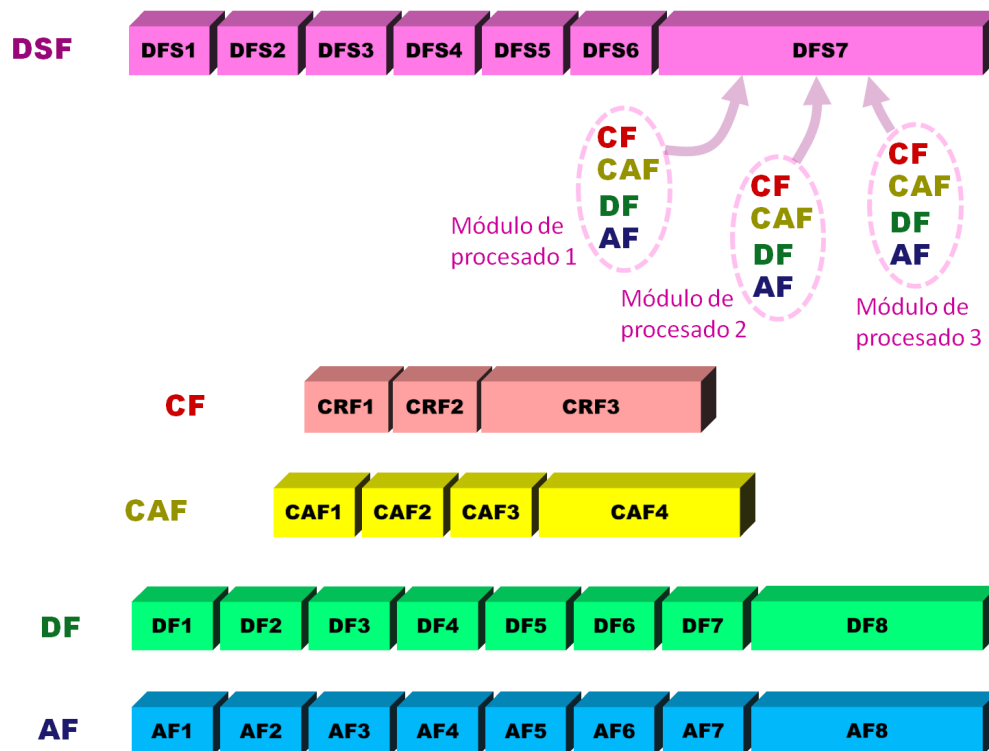 DSF DFS1 DFS2 DFS3 DFS4 DFS5 DFS6 DFS7
CF
CAF
DF
AF
Módulo de
procesado 1
CF
CAF
DF
AF
Módulo de
procesado 2
CF
CAF
DF
AF
Módulo de
procesado 3
CF CRF1 CRF2 CRF3
CAF CAF1 CAF2 CAF3 CAF4
DF DF1 DF2 DF3 DF4 DF5 DF6 DF7 DF8
AF AF1 AF2 AF3 AF4 AF5 AF6 AF7 AF8